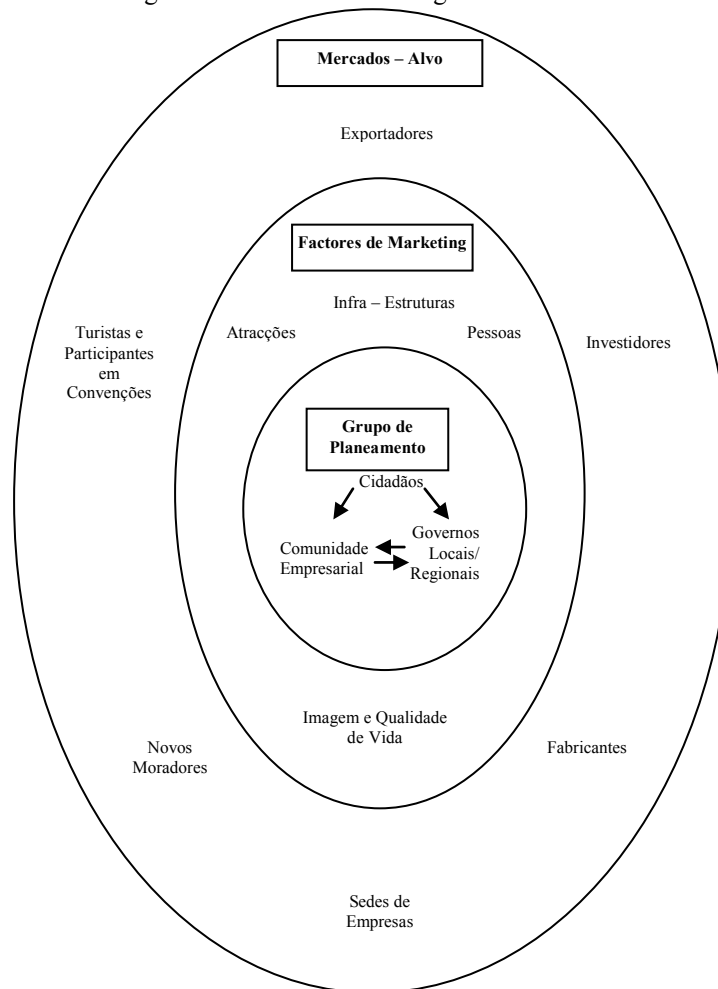 Mercados – Alvo
Exportadores
Factores de Marketing
Infra – Estruturas
Atracções
Pessoas
Turistas e
Participantes
em
Convenções
Investidores
Grupo de
Planeamento
Cidadãos
Comunidade
Empresarial
Governos
Locais/
Regionais
Imagem e Qualidade
de Vida
Novos
Moradores
Fabricantes
Sedes de
Empresas